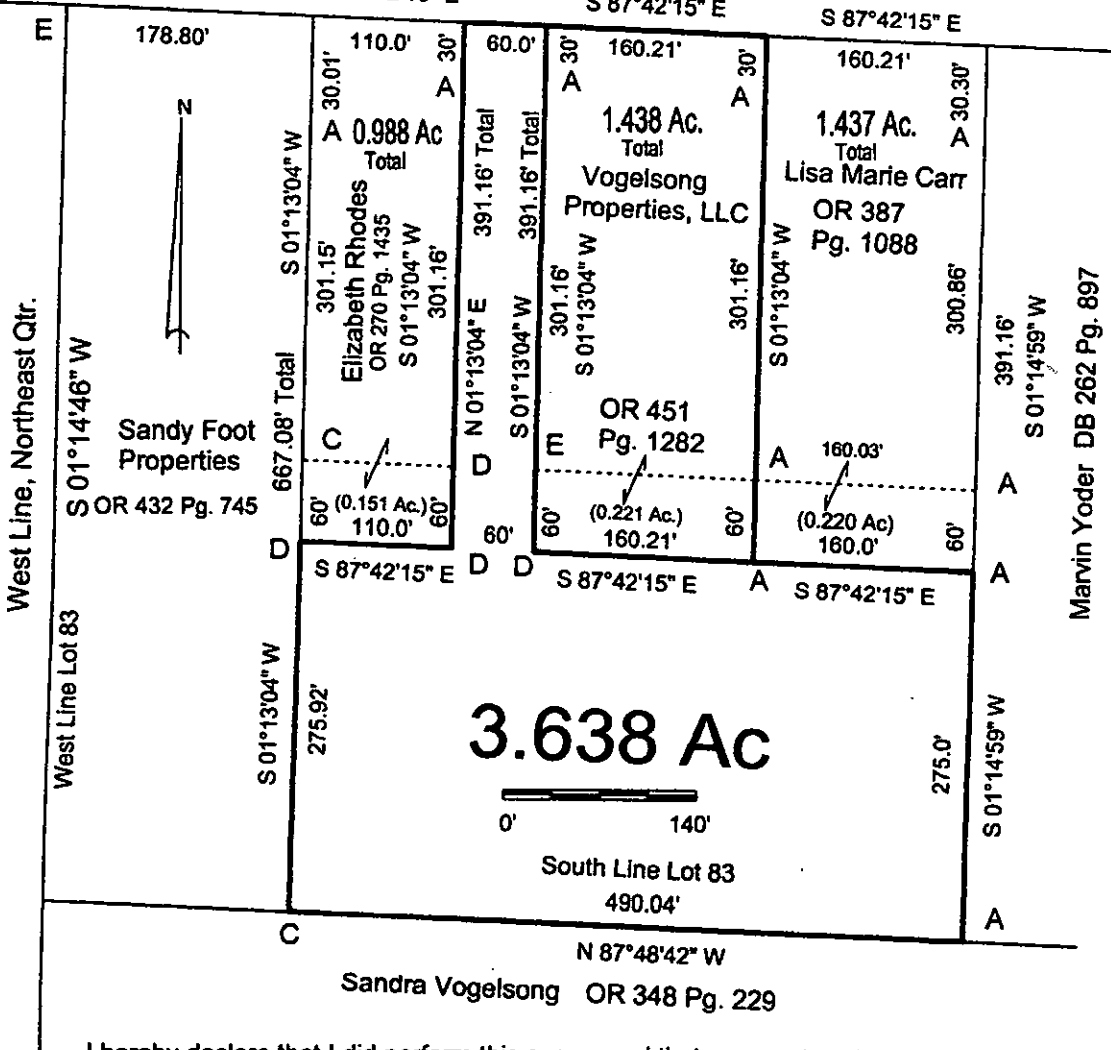 S 87°42'15" E
S 87°42'15" E
E
178.80'
110.0'
30'
60.0'
30'
160.21'
30'
160.21'
30.30'
30.01'
A
A
A
A
A
N
0.988 Ac
Total
1.438 Ac.
Total
1.437 Ac.
Total
S 01°13'04" W
301.15'
Elizabeth Rhodes
OR 270 Pg. 1435
S 01°13'04" W
301.16'
391.16' Total
N 01°13'04" E
391.16' Total
S 01°13'04" W
Vogelsong
Properties, LLC
301.16'
S 01°13'04" W
301.16'
OR 451
Pg. 1282
Lisa Marie Carr
OR 387
Pg. 1088
S 01°13'04" W
300.86'
391.16'
S 01°14'59" W
Marvin Yoder DB 262 Pg. 897
West Line, Northeast Qtr.
S 01°14'46" W
667.08' Total
Sandy Foot
Properties
OR 432 Pg. 745
C
D
E
A
160.03'
A
60'
(0.151 Ac.)
110.0'
60'
60'
60'
(0.221 Ac.)
160.21'
60'
(0.220 Ac)
160.0'
60'
D
S 87°42'15" E
D
D
S 87°42'15" E
A
S 87°42'15" E
A
West Line Lot 83
S 01°13'04" W
275.92'
3.638 Ac
275.0'
S 01°14'59" W
0'
140'
South Line Lot 83
490.04'
C
A
N 87°48'42" W
Sandra Vogelsong OR 348 Pg. 229